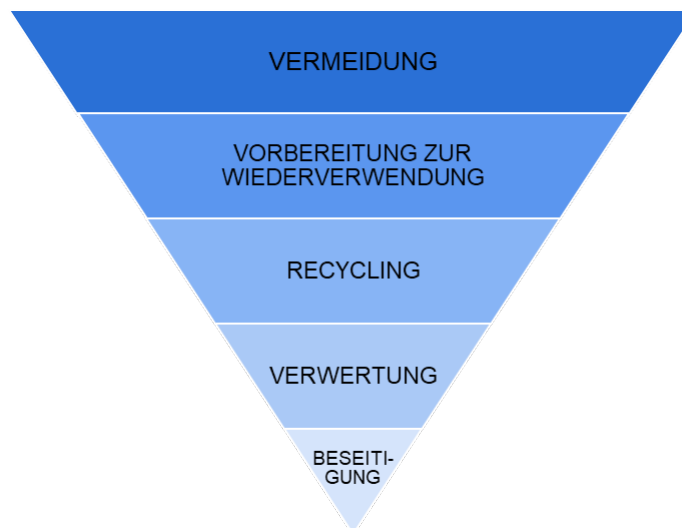 VERMEIDUNG
VORBEREITUNG ZUR
WIEDERVERWENDUNG
RECYCLING
VERWERTUNG
BESEITI-
GUNG